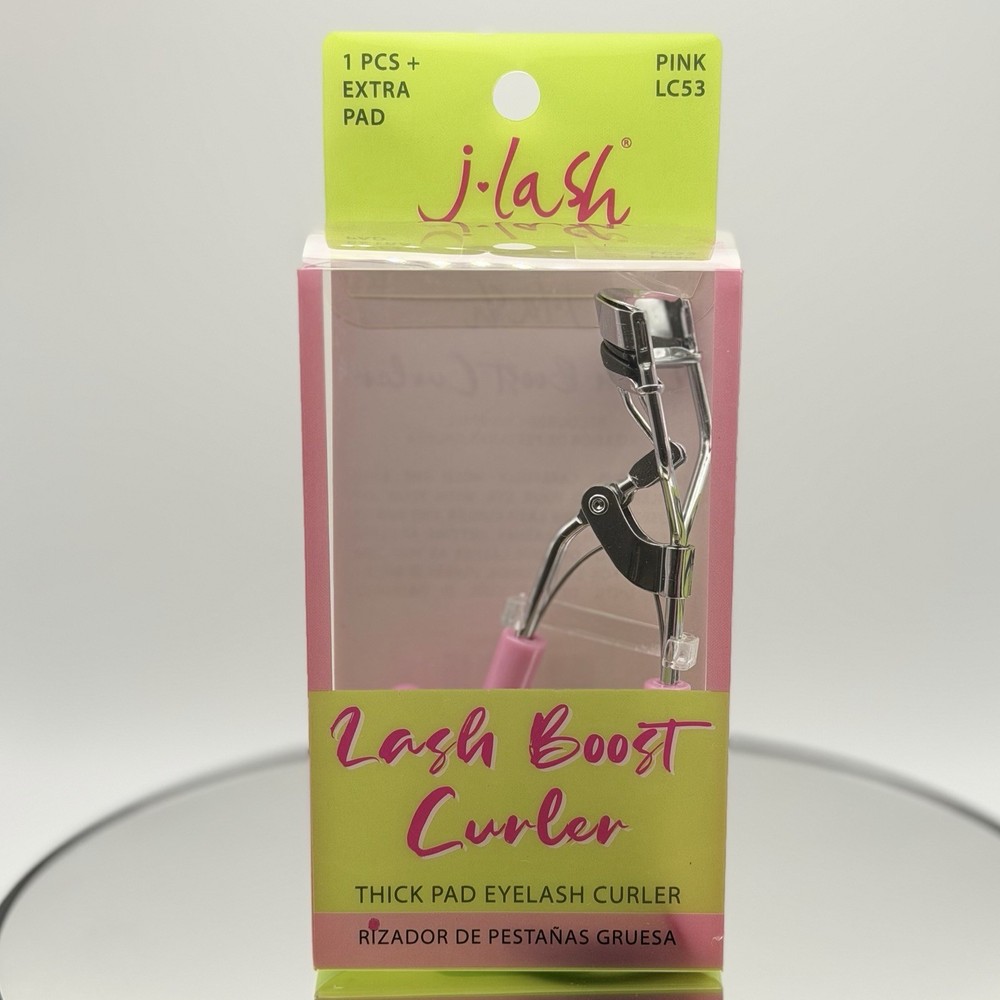 1 PCS +
EXTRA
PAD
PINK
LC53
j•lash®
Lash Boost
Curler
THICK PAD EYELASH CURLER
RIZADOR DE PESTAÑAS GRUESA